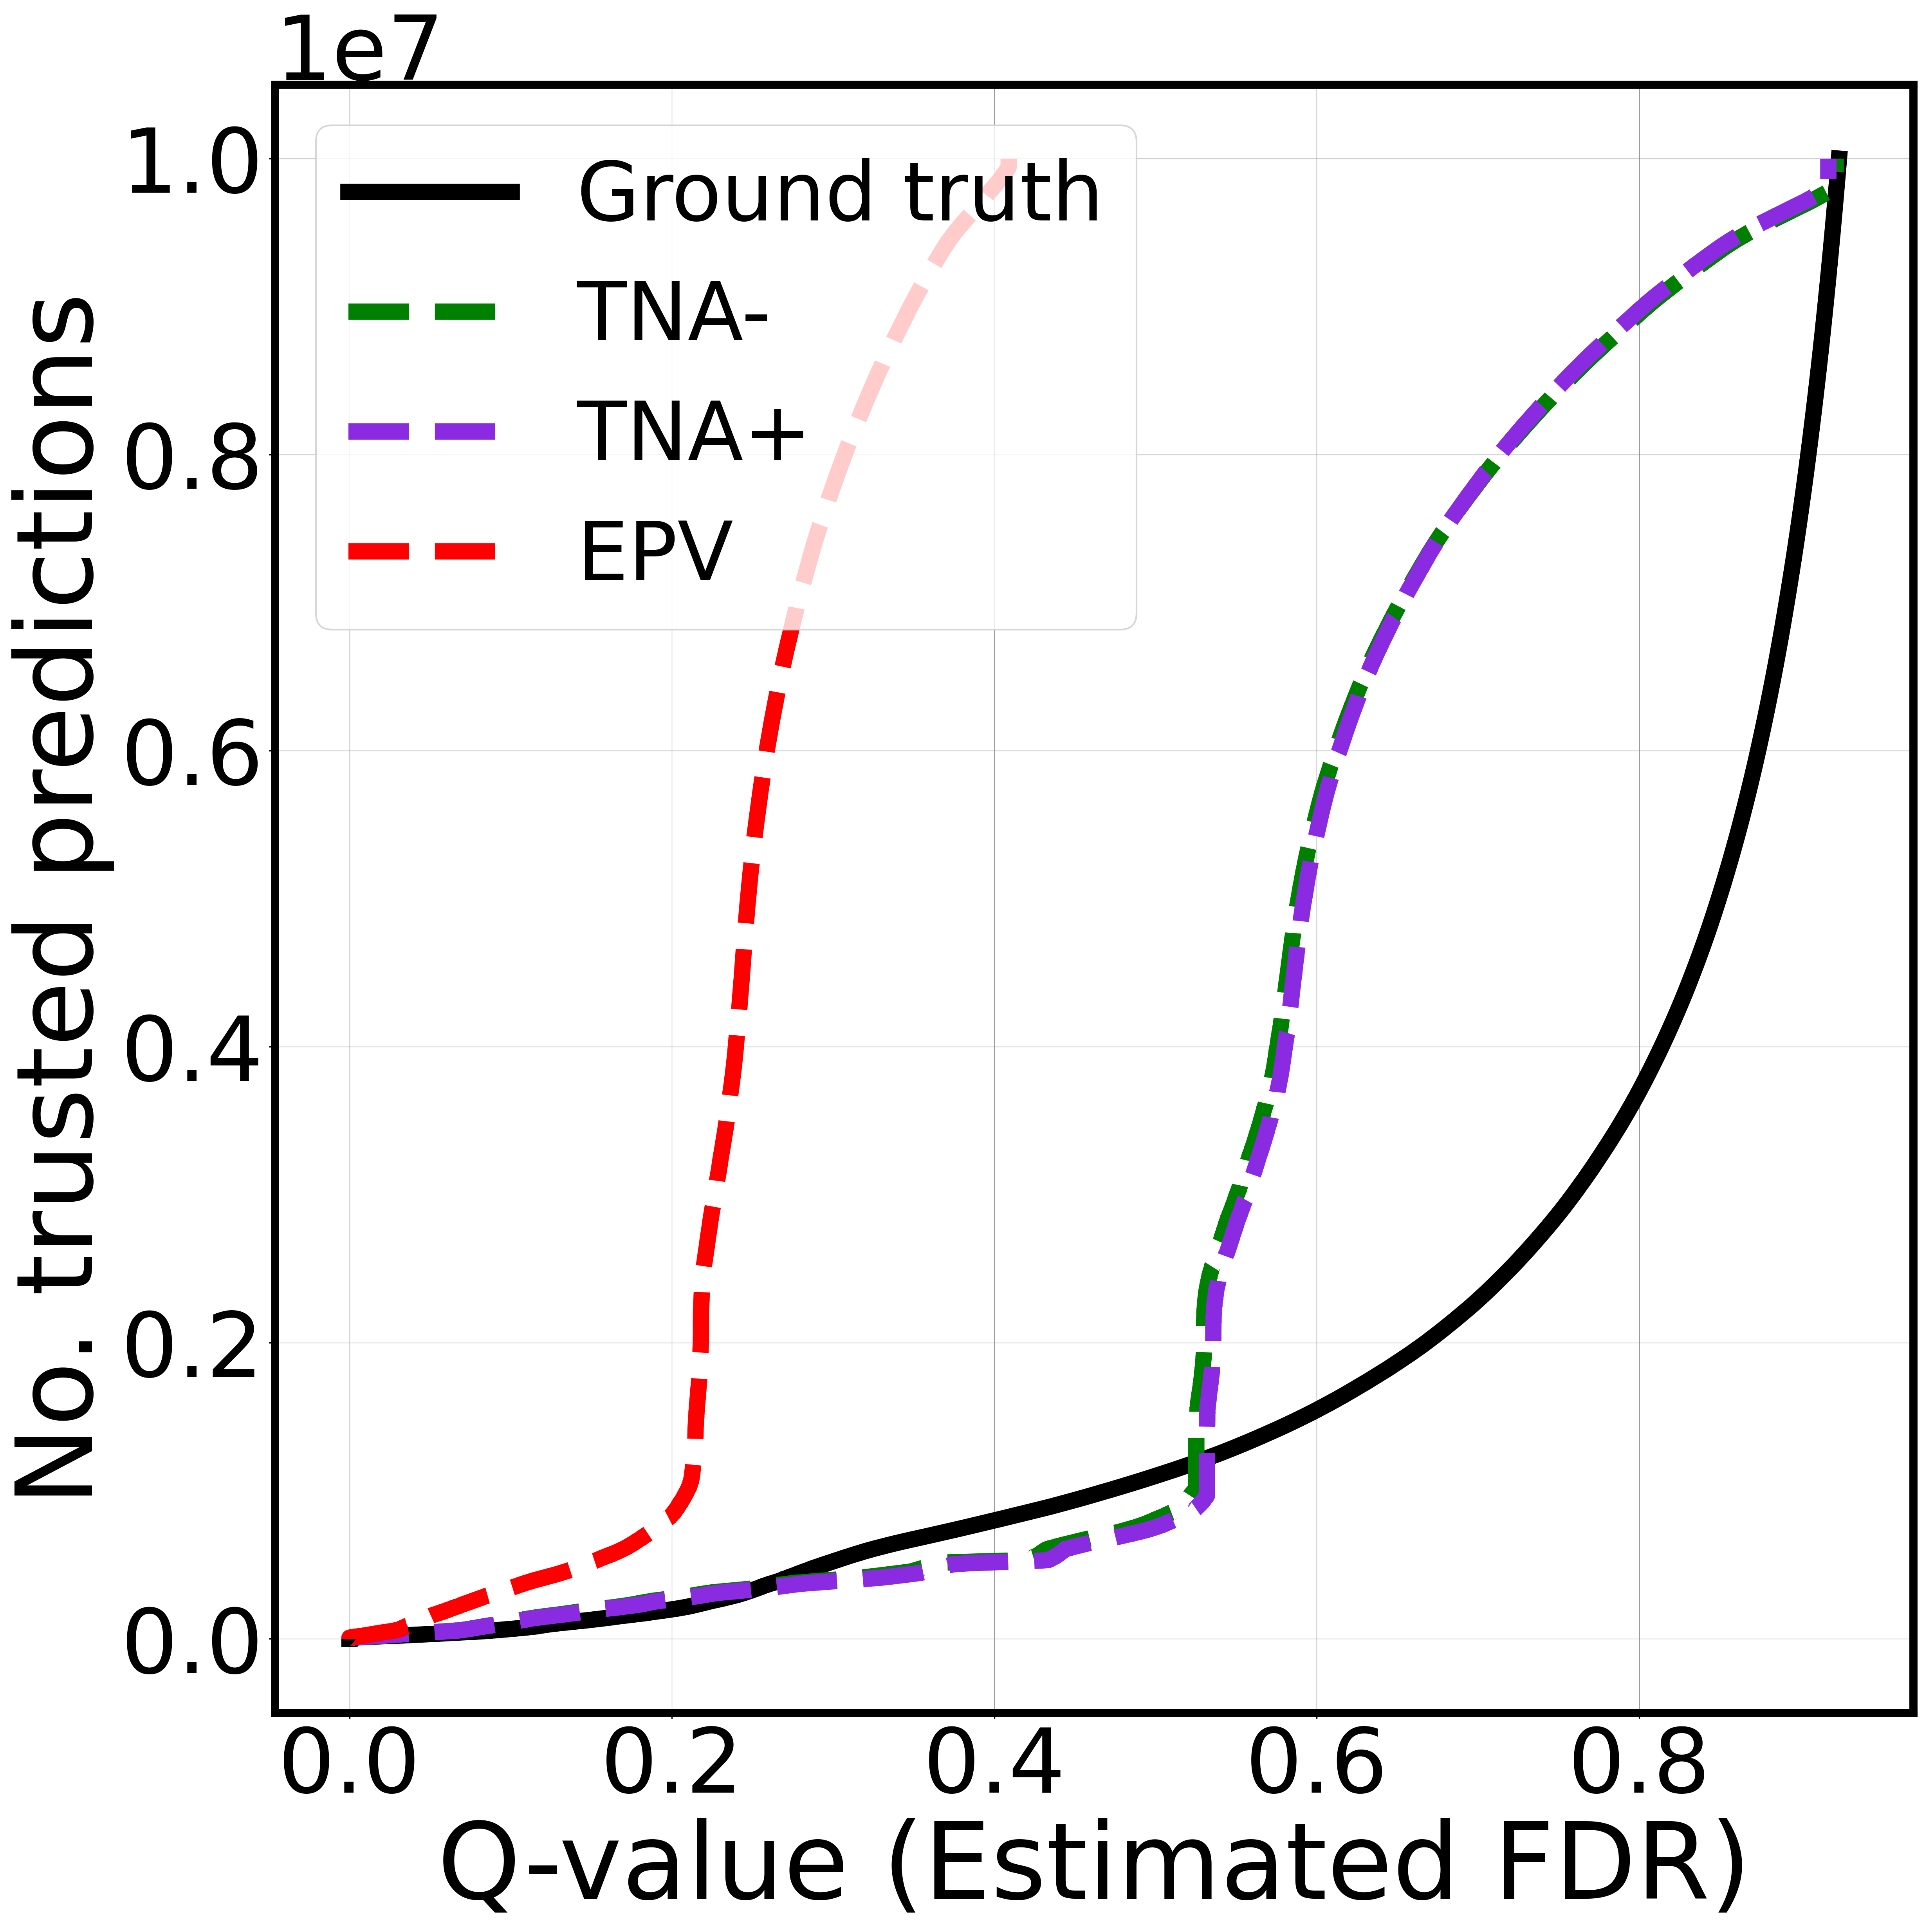 1e7
1.0
0.8
0.6
0.4
0.2
0.0
No. trusted predictions
Ground truth
TNA-
TNA+
EPV
0.0 0.2 0.4 0.6 0.8
Q-value (Estimated FDR)